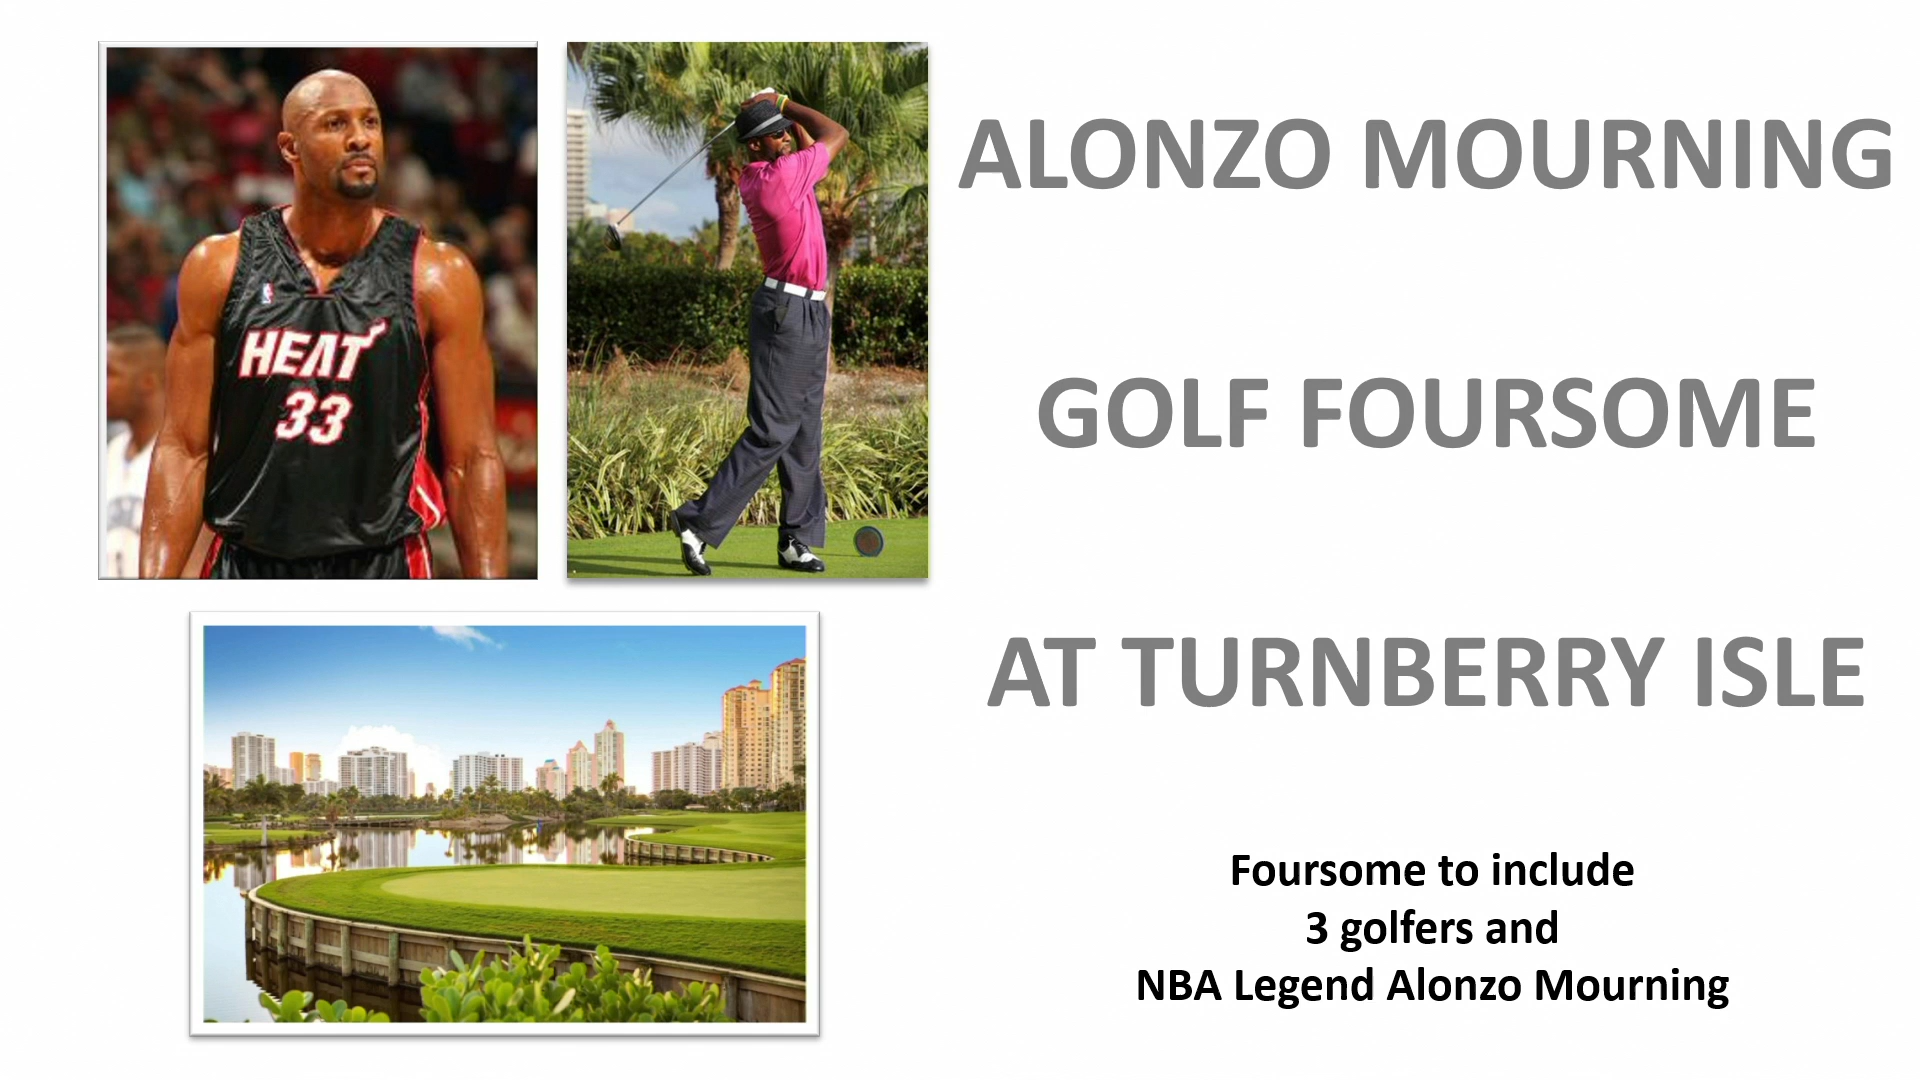 HEAT
33
ALONZO MOURNING
GOLF FOURSOME
AT TURNBERRY ISLE
Foursome to include
3 golfers and
NBA Legend Alonzo Mourning